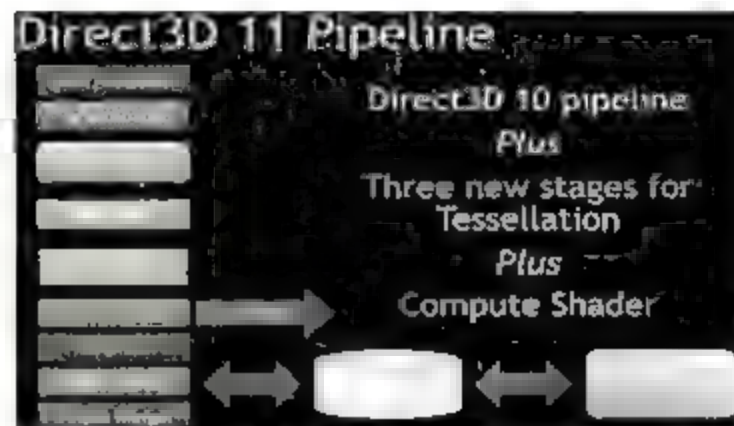 Direct3D 11 Pipeline
Direct3D 10 pipeline
Plus
Three new stages for
Tessellation
Plus
Compute Shader